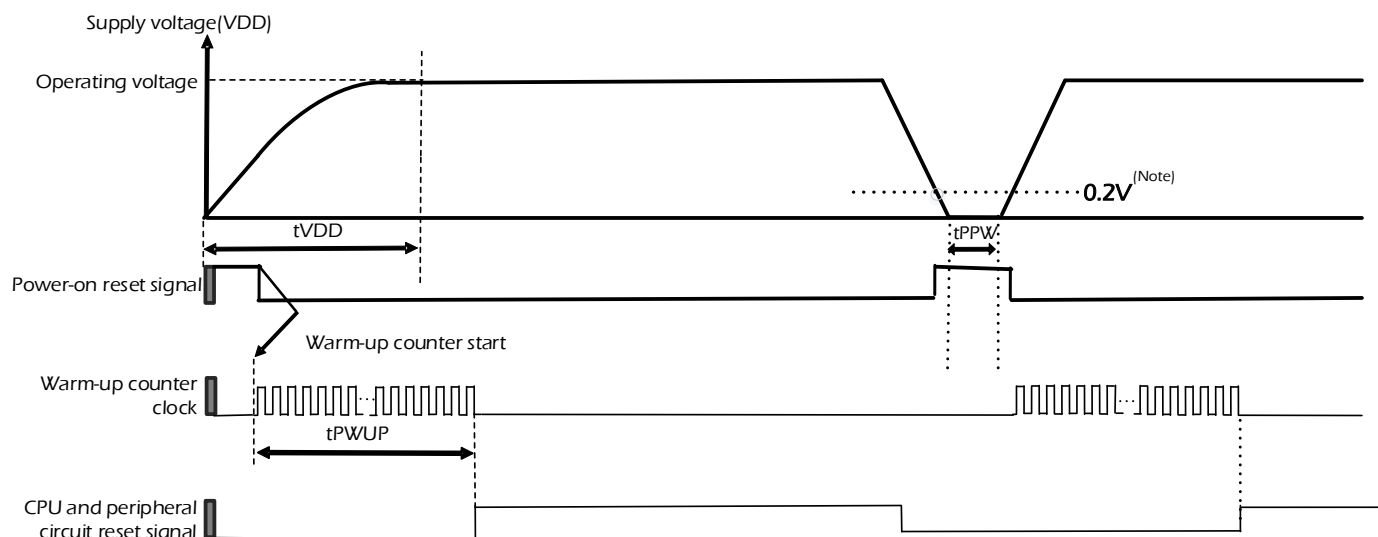 Supply voltage(VDD)
Operating voltage
0.2V(Note)
tVDD
tPPW
Power-on reset signal
Warm-up counter start
Warm-up counter
clock
tPWUP
CPU and peripheral
circuit reset signal